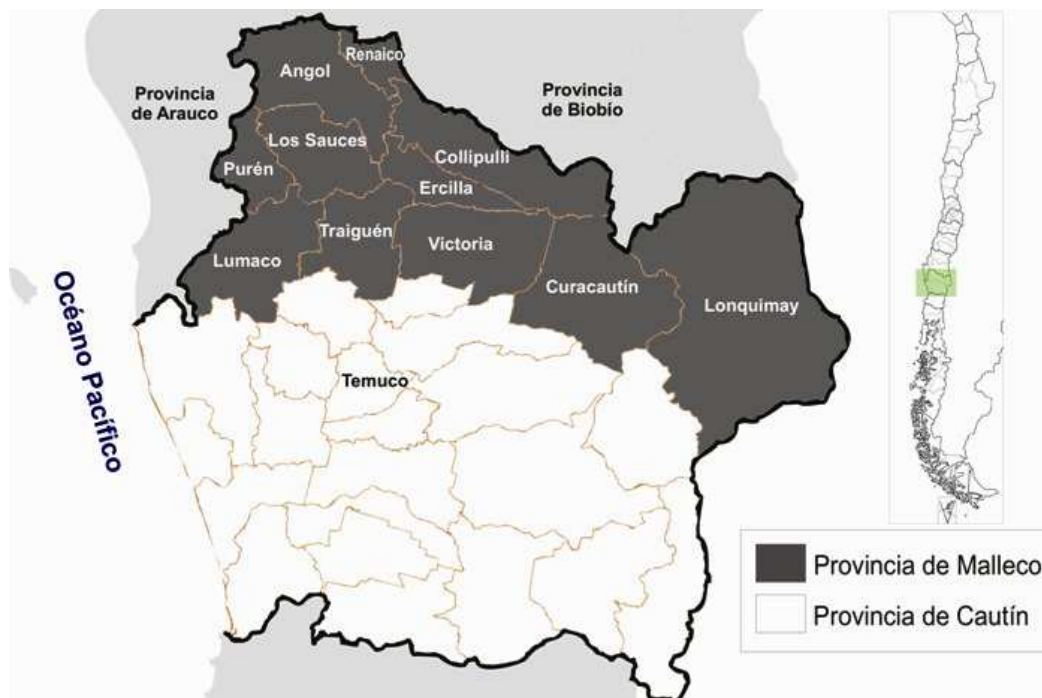 Renaico
Angol
Provincia
de Arauco
Provincia
de Biobío
Los Sauces
Collipulli
Purén
Ercilla
Traiguén
Victoria
Lumaco
Curacautín
Lonquimay
Océano Pacífico
Temuco
Provincia de Malleco
Provincia de Cautín